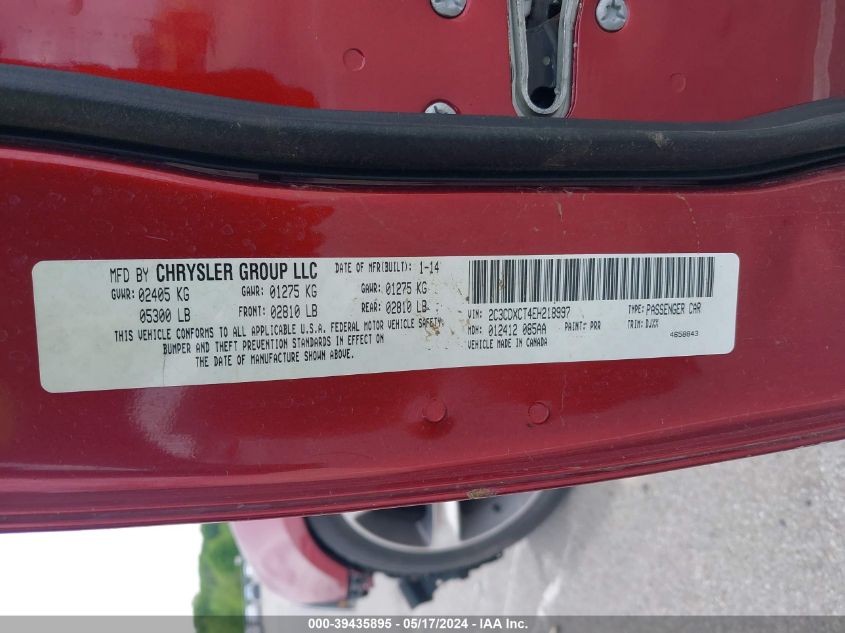 MFD BY CHRYSLER GROUP LLC DATE OF MFR(BUILT): 1-14
GVWR: 02405 KG GAWR: 01275 KG GAWR: 01275 KG
05300 LB FRONT: 02810 LB REAR: 02810 LB
THIS VEHICLE CONFORMS TO ALL APPLICABLE U.S.A. FEDERAL MOTOR VEHICLE SAFETY,
BUMPER AND THEFT PREVENTION STANDARDS IN EFFECT ON
THE DATE OF MANUFACTURE SHOWN ABOVE.
VIN: 2C3CDXCT4EH218997 TYPE: PASSENGER CAR
MDH: 012412 085AA PAINT: PRR TRIM: DJX9
VEHICLE MADE IN CANADA 4658843
000-39435895 - 05/17/2024 - IAA Inc.